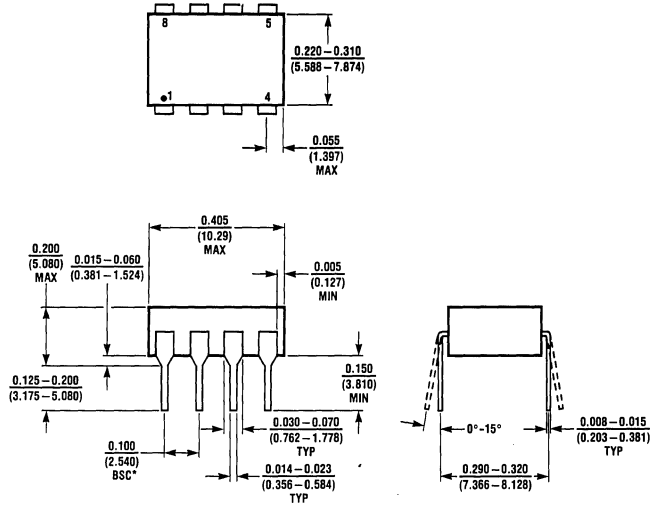 8
5
0.220 – 0.310
(5.588 – 7.874)
1
4
0.055
(1.397)
MAX
0.405
(10.29)
MAX
0.200
(5.080)
MAX
0.015 – 0.060
(0.381 – 1.524)
0.005
(0.127)
MIN
0.125 – 0.200
(3.175 – 5.080)
0.150
(3.810)
MIN
0.100
(2.540)
BSC*
0.030 – 0.070
(0.762 – 1.778)
TYP
0.014 – 0.023
(0.356 – 0.584)
TYP
0°-15°
0.008 – 0.015
(0.203 – 0.381)
TYP
0.290 – 0.320
(7.366 – 8.128)